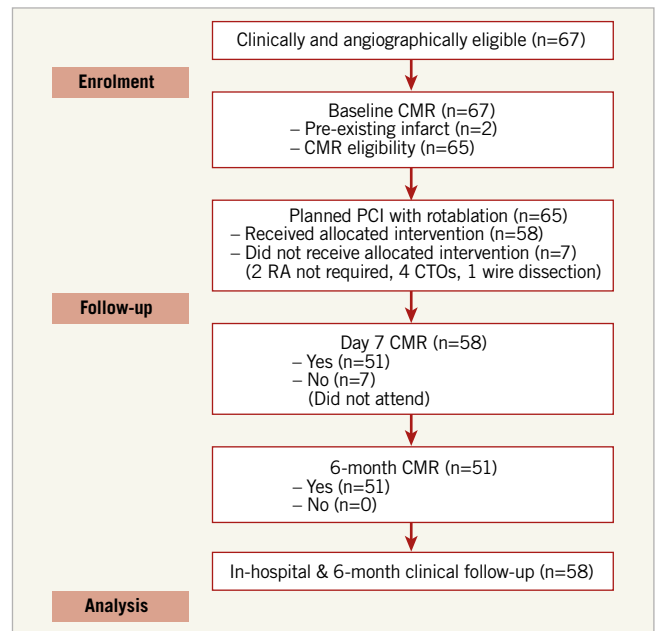 Clinically and angiographically eligible (n=67)
Enrolment
Baseline CMR (n=67)
– Pre-existing infarct (n=2)
– CMR eligibility (n=65)
Planned PCI with rotablation (n=65)
– Received allocated intervention (n=58)
– Did not receive allocated intervention (n=7)
(2 RA not required, 4 CTOs, 1 wire dissection)
Follow-up
Day 7 CMR (n=58)
– Yes (n=51)
– No (n=7)
(Did not attend)
6-month CMR (n=51)
– Yes (n=51)
– No (n=0)
In-hospital & 6-month clinical follow-up (n=58)
Analysis